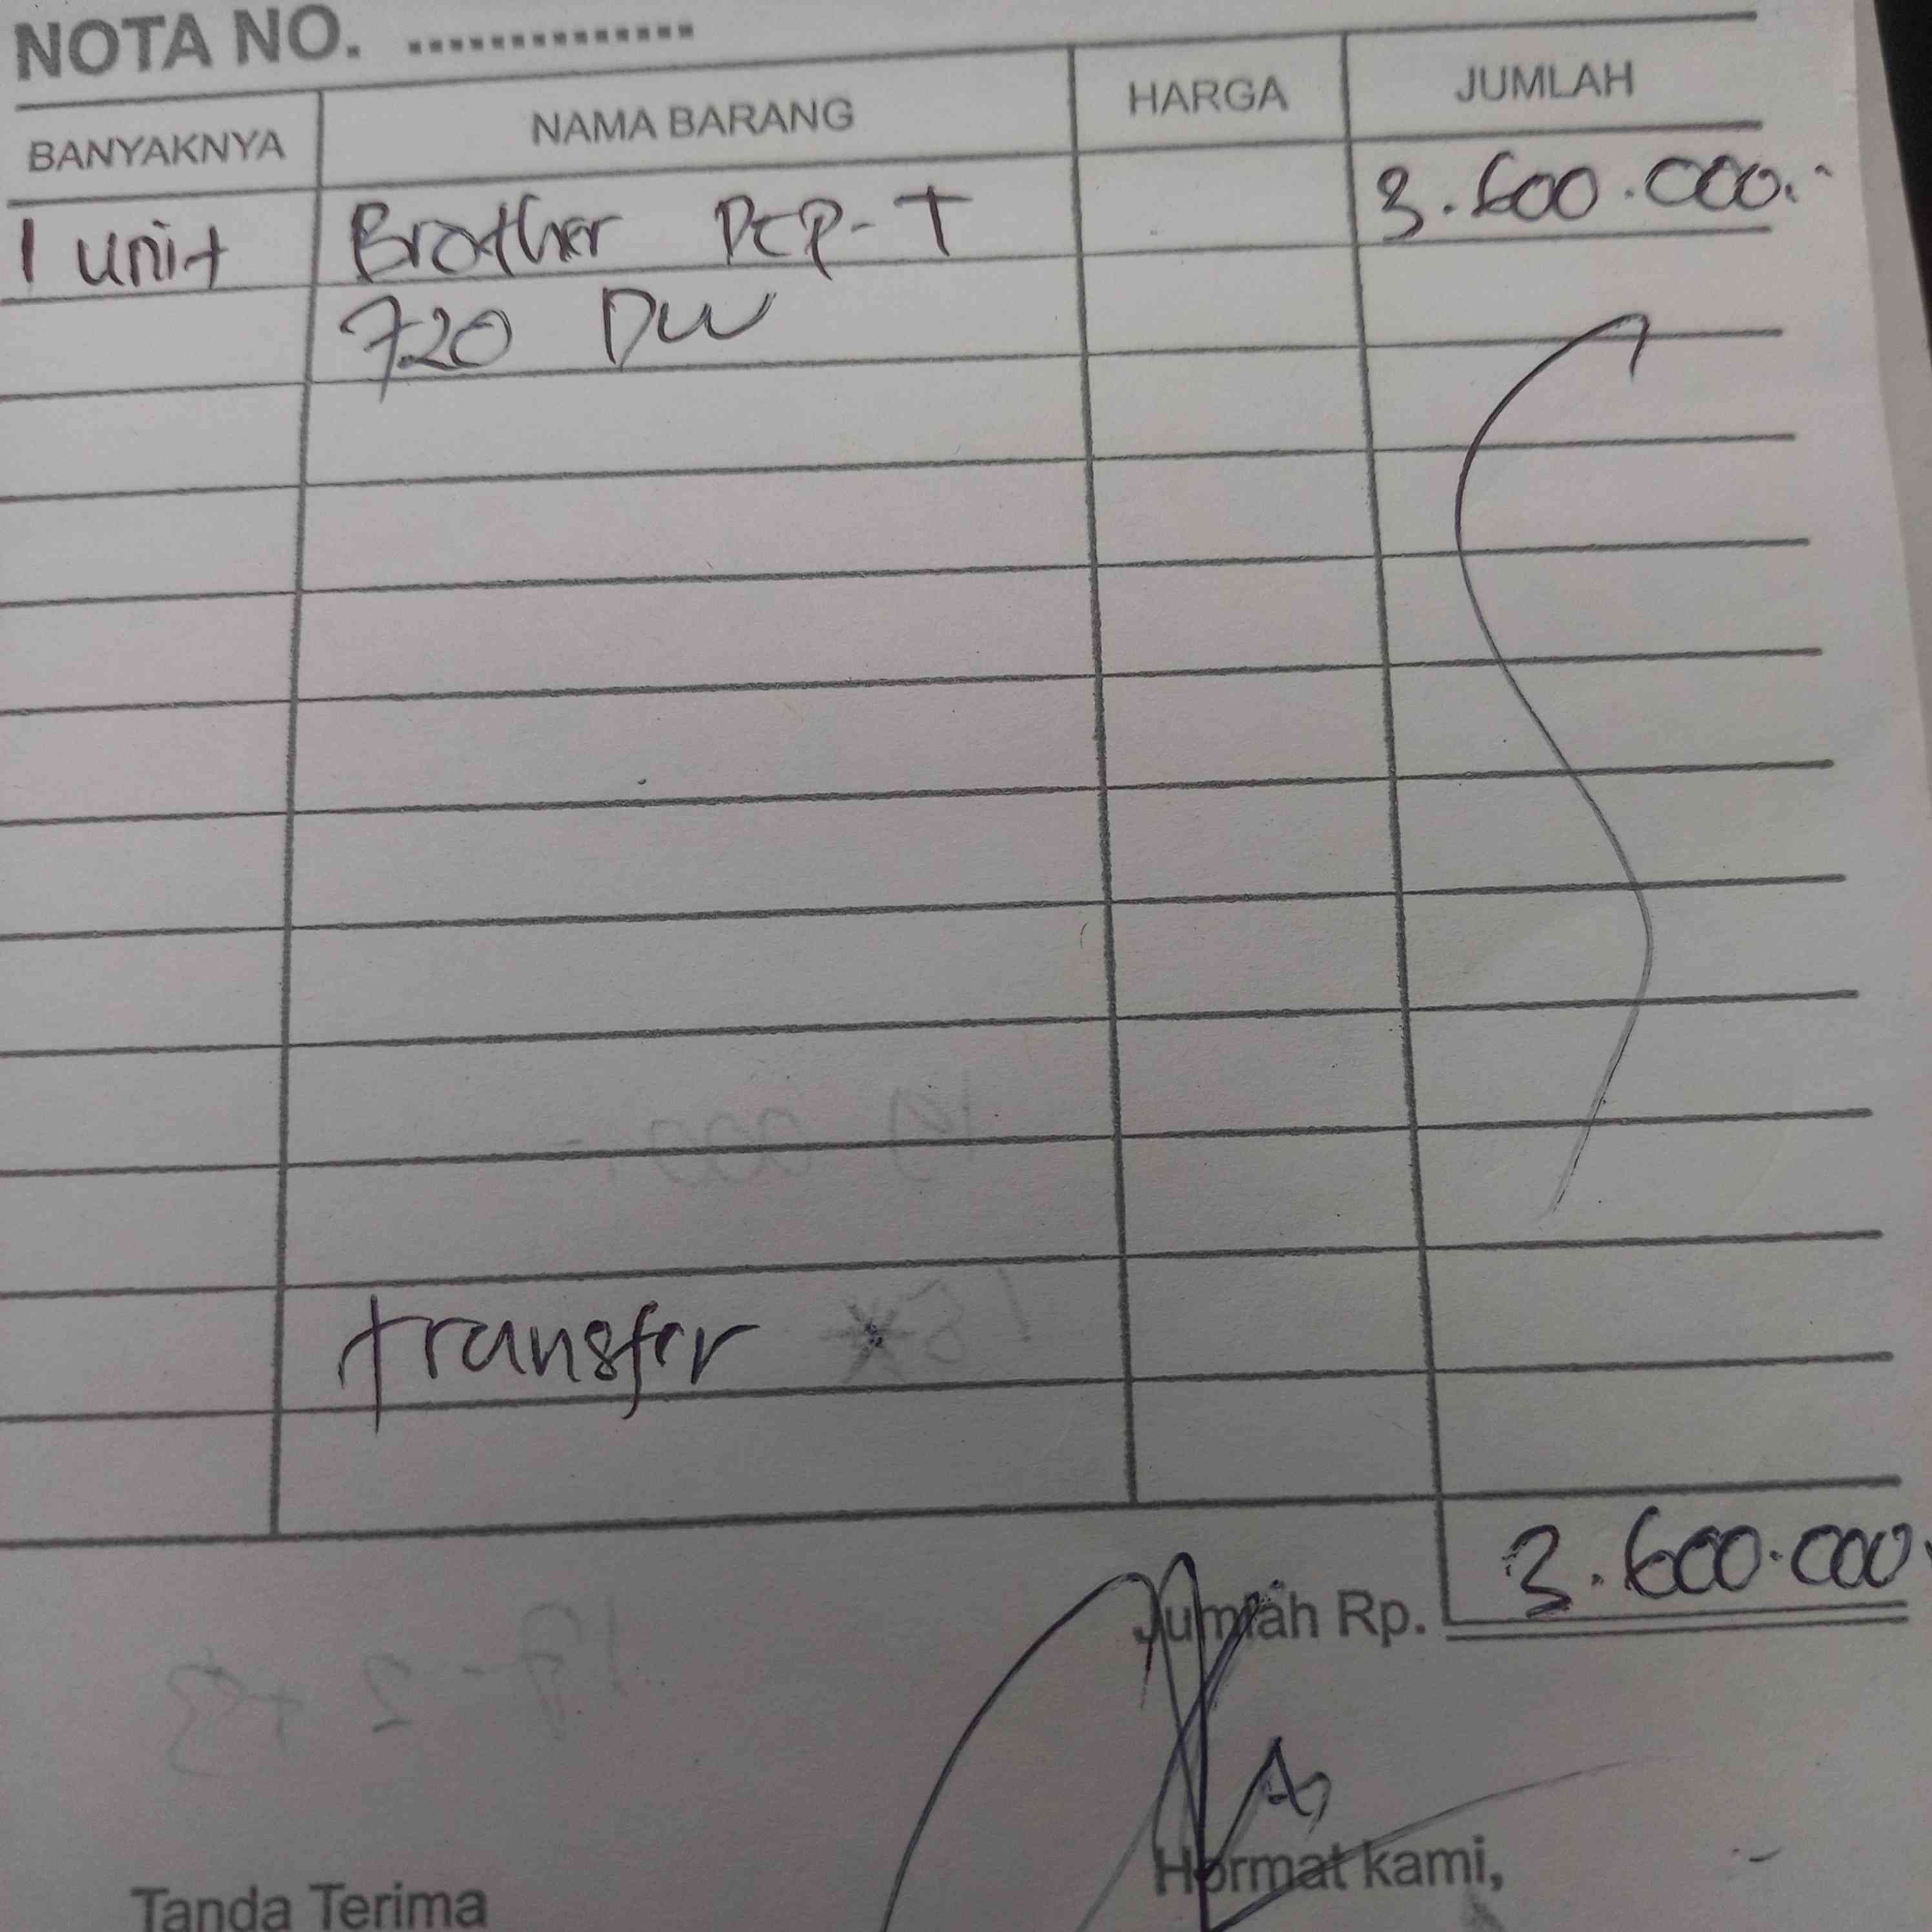 NOTA NO. ..............
BANYAKNYA NAMA BARANG HARGA JUMLAH
1 unit Brother DCP-T 3.600.000.-
720 DW
transfer
Jumlah Rp. 3.600.000
Tanda Terima Hormat kami,